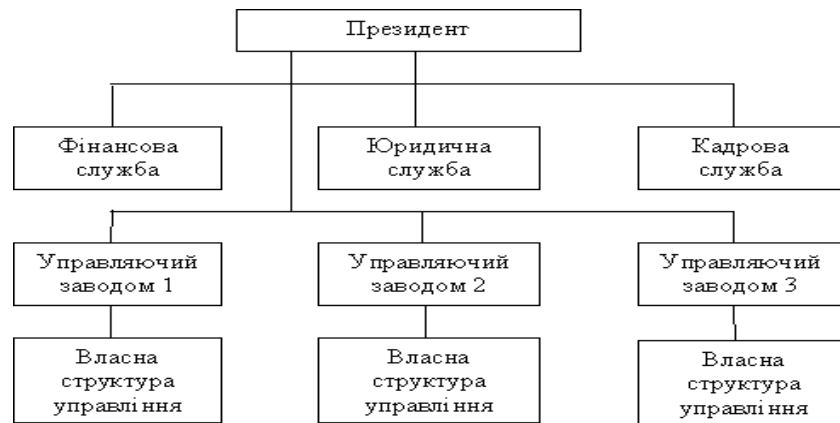 Президент
Фінансова
служба
Юридична
служба
Кадрова
служба
Управляючий
заводом 1
Управляючий
заводом 2
Управляючий
заводом 3
Власна
структура
управління
Власна
структура
управління
Власна
структура
управління